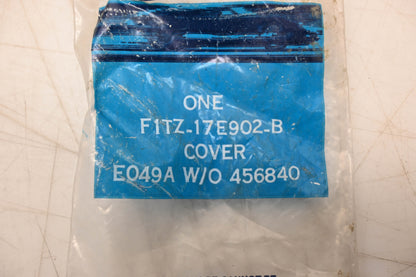 ONE
F1TZ-17E902-B
COVER
E049A W/O 456840